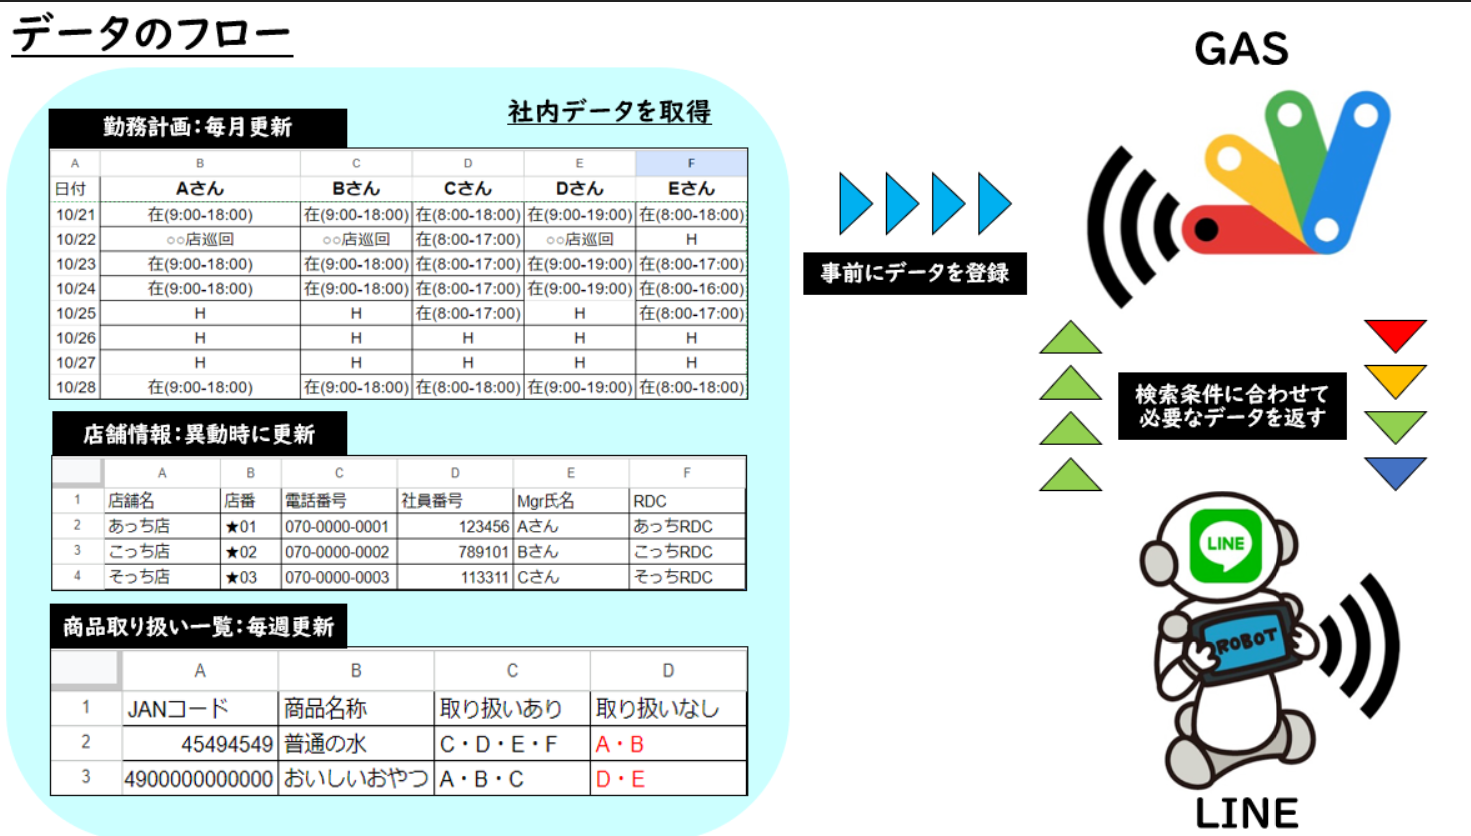 データのフロー
GAS
社内データを取得
勤務計画：毎月更新
A B C D E F
日付 Aさん Bさん Cさん Dさん Eさん
10/21 在(9:00-18:00) 在(9:00-18:00) 在(8:00-18:00) 在(9:00-19:00) 在(8:00-18:00)
10/22 ○○店巡回 ○○店巡回 在(8:00-17:00) ○○店巡回 H
10/23 在(9:00-18:00) 在(9:00-18:00) 在(8:00-17:00) 在(9:00-19:00) 在(8:00-17:00)
10/24 在(9:00-18:00) 在(9:00-18:00) 在(8:00-17:00) 在(9:00-19:00) 在(8:00-16:00)
10/25 H H 在(8:00-17:00) H 在(8:00-17:00)
10/26 H H H H H
10/27 H H H H H
10/28 在(9:00-18:00) 在(9:00-18:00) 在(8:00-18:00) 在(9:00-19:00) 在(8:00-18:00)
店舗情報：異動時に更新
A B C D E F
1 店舗名 店番 電話番号 社員番号 Mgr氏名 RDC
2 あっち店 ★01 070-0000-0001 123456 Aさん あっちRDC
3 こっち店 ★02 070-0000-0002 789101 Bさん こっちRDC
4 そっち店 ★03 070-0000-0003 113311 Cさん そっちRDC
商品取り扱い一覧：毎週更新
A B C D
1 JANコード 商品名称 取り扱いあり 取り扱いなし
2 45494549 普通の水 C・D・E・F A・B
3 4900000000000 おいしいおやつ A・B・C D・E
事前にデータを登録
検索条件に合わせて
必要なデータを返す
LINE
ROBOT
LINE